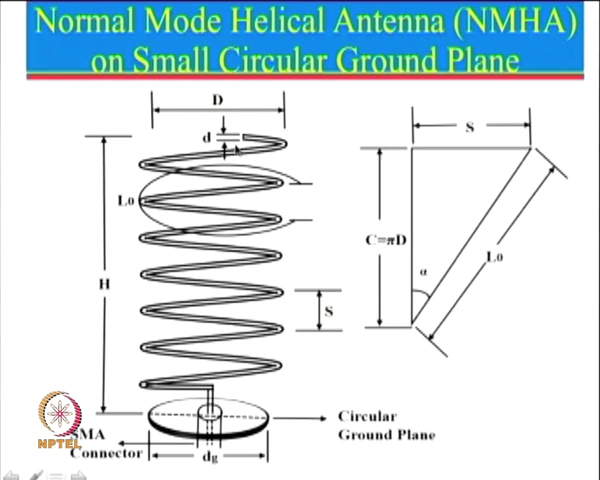 Normal Mode Helical Antenna (NMHA)
on Small Circular Ground Plane
D
S
d
L0
C=πD
α
L0
H
S
Circular
Ground Plane
SMA
Connector
dg
NPTEL